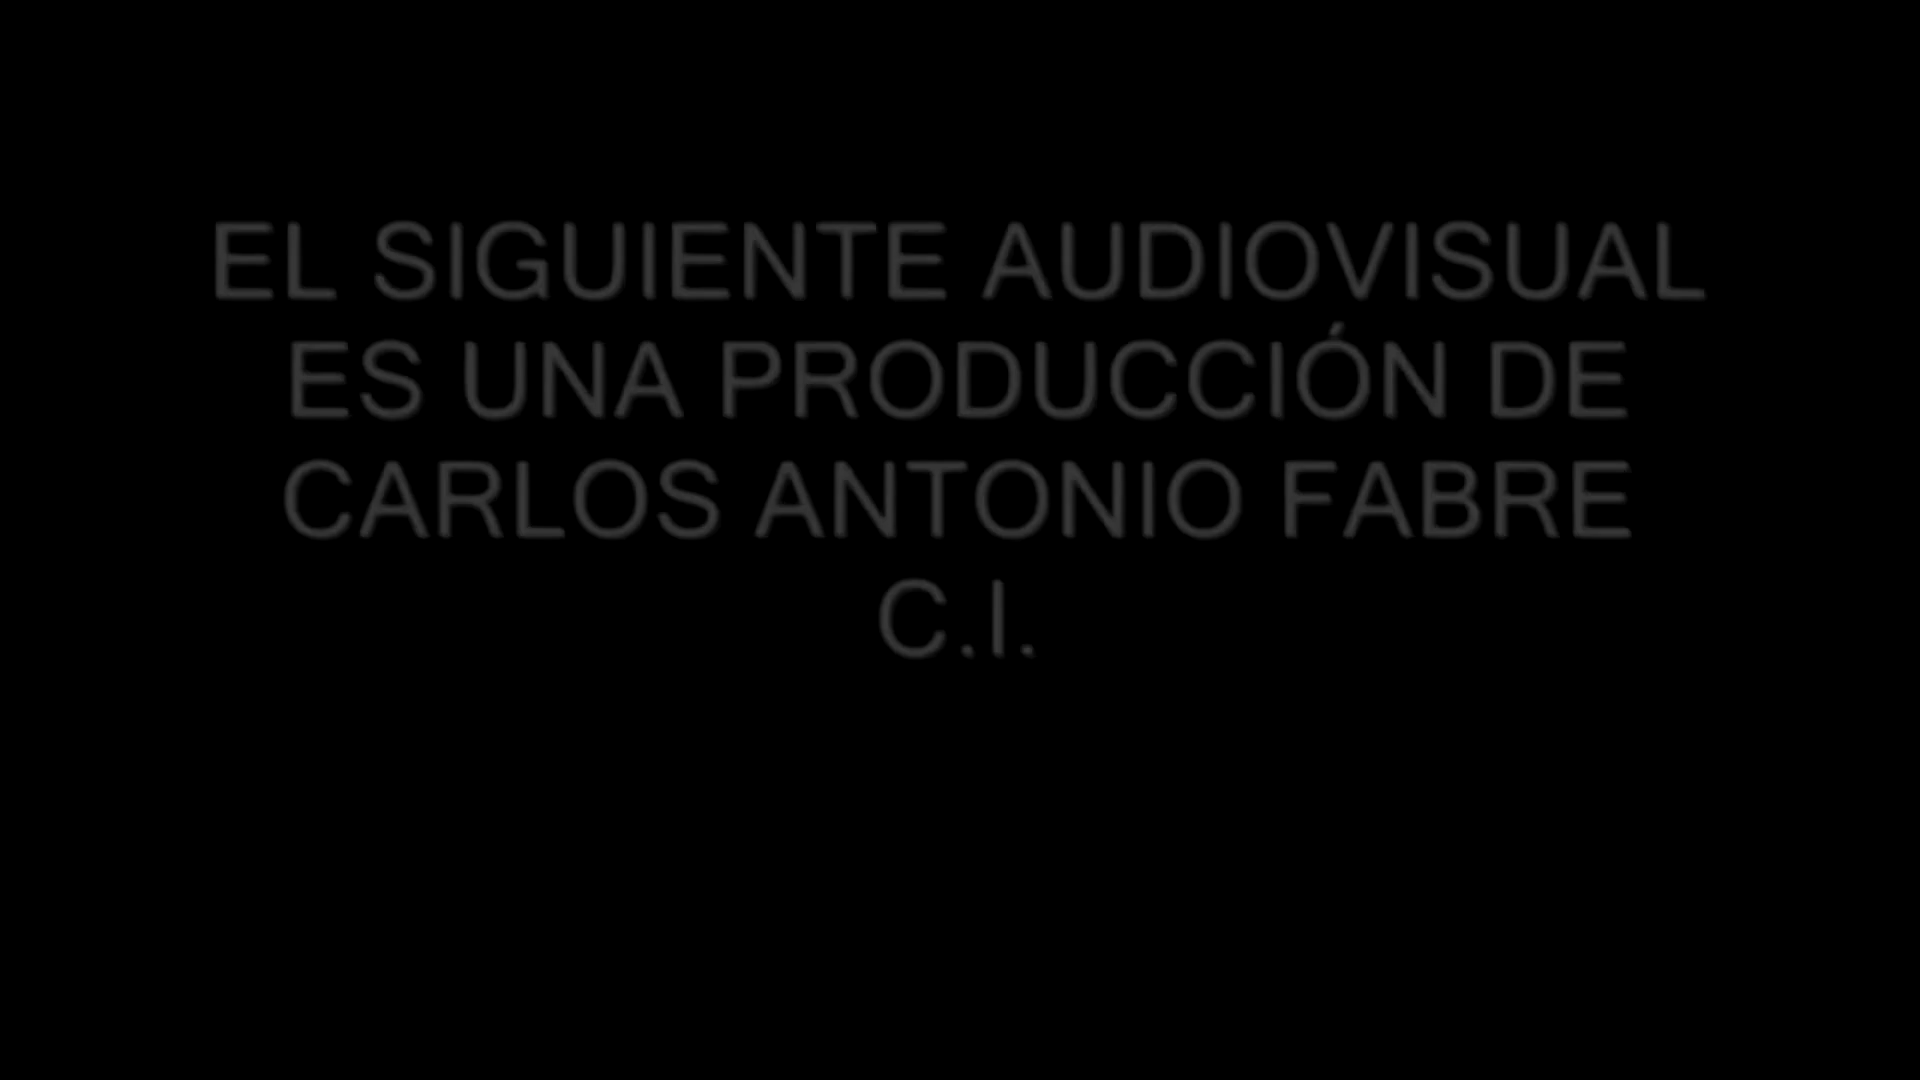 EL SIGUIENTE AUDIOVISUAL
ES UNA PRODUCCIÓN DE
CARLOS ANTONIO FABRE
C.I.